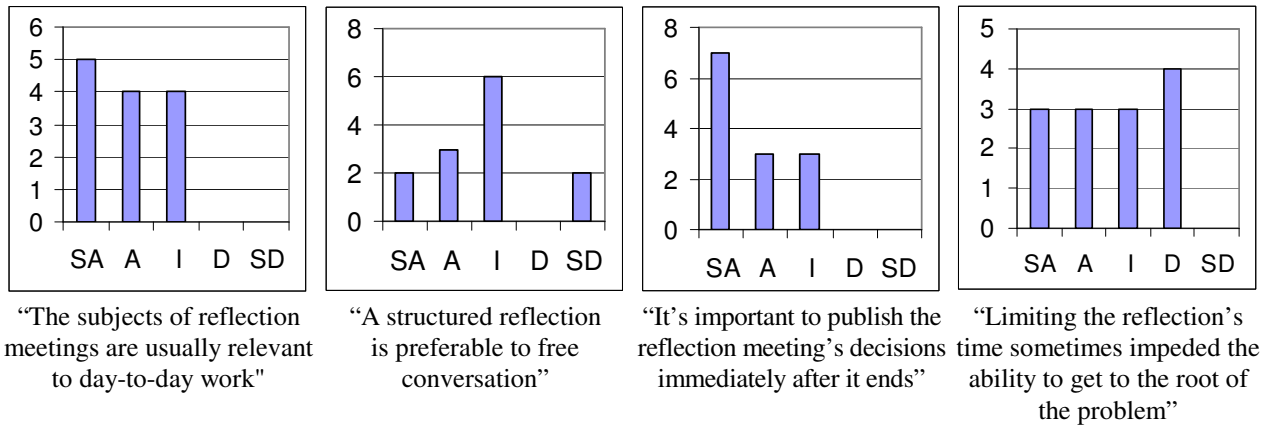 6
5
4
3
2
1
0
SA A I D SD
“The subjects of reflection
meetings are usually relevant
to day-to-day work"
8
6
4
2
0
SA A I D SD
“A structured reflection
is preferable to free
conversation”
8
6
4
2
0
SA A I D SD
“It’s important to publish the
reflection meeting’s decisions
immediately after it ends”
5
4
3
2
1
0
SA A I D SD
“Limiting the reflection’s
time sometimes impeded the
ability to get to the root of
the problem”